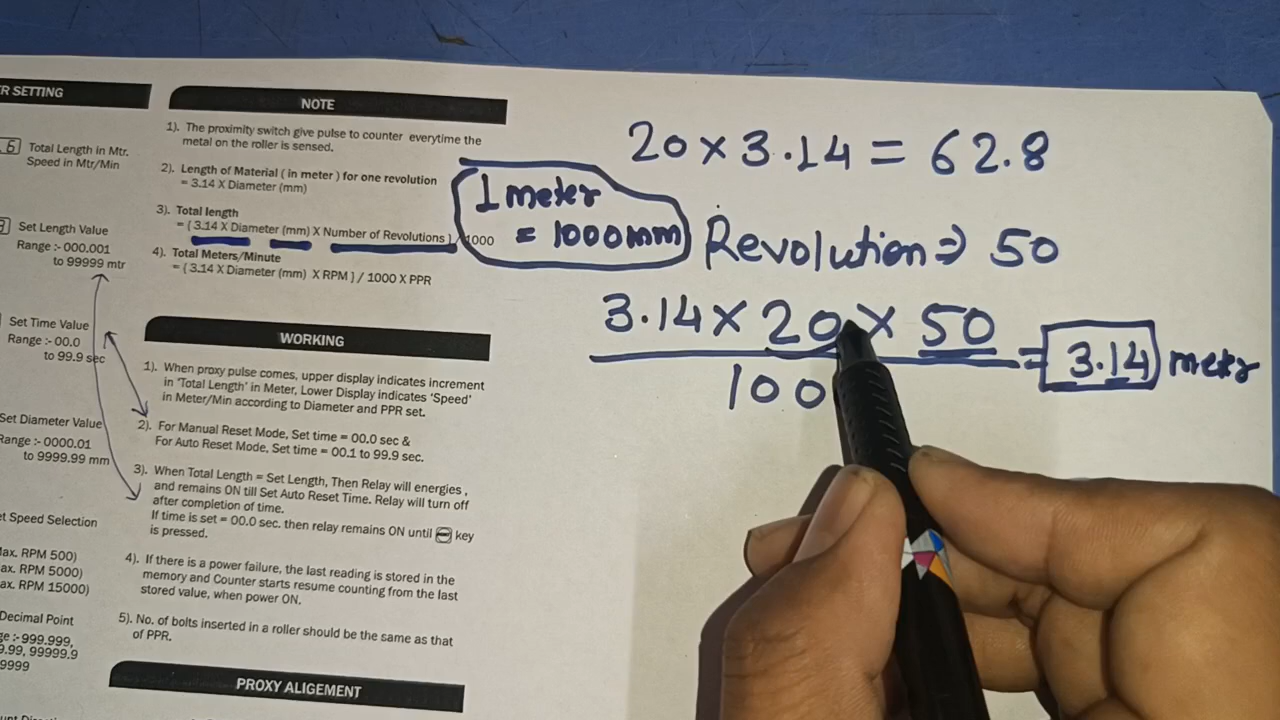 R SETTING
Total Length in Mtr.
Speed in Mtr/Min
Set Length Value
Range :- 000.001
to 99999 mtr
Set Time Value
Range :- 00.0
to 99.9 sec
Set Diameter Value
Range :- 0000.01
to 9999.99 mm
Speed Selection
RPM 500)
RPM 5000)
RPM 15000)
Decimal Point
:- 999.999,
99999.9
NOTE
1). The proximity switch give pulse to counter everytime the
metal on the roller is sensed.
2). Length of Material ( in meter ) for one revolution
= 3.14 X Diameter (mm)
3). Total length
= ( 3.14 X Diameter (mm) X Number of Revolutions ) / 1000
4). Total Meters/Minute
= ( 3.14 X Diameter (mm) X RPM ) / 1000 X PPR
WORKING
1). When proxy pulse comes, upper display indicates increment
in 'Total Length' in Meter, Lower Display indicates 'Speed'
in Meter/Min according to Diameter and PPR set.
2). For Manual Reset Mode, Set time = 00.0 sec &
For Auto Reset Mode, Set time = 00.1 to 99.9 sec.
3). When Total Length = Set Length, Then Relay will energies ,
and remains ON till Set Auto Reset Time. Relay will turn off
after completion of time.
If time is set = 00.0 sec. then relay remains ON until key
is pressed.
4). If there is a power failure, the last reading is stored in the
memory and Counter starts resume counting from the last
stored value, when power ON.
5). No. of bolts inserted in a roller should be the same as that
of PPR.
PROXY ALIGEMENT
20 × 3.14 = 62.8
1 meter
= 1000mm
Revolution ⇒ 50
3.14 × 20 × 50
100
= 3.14 meter